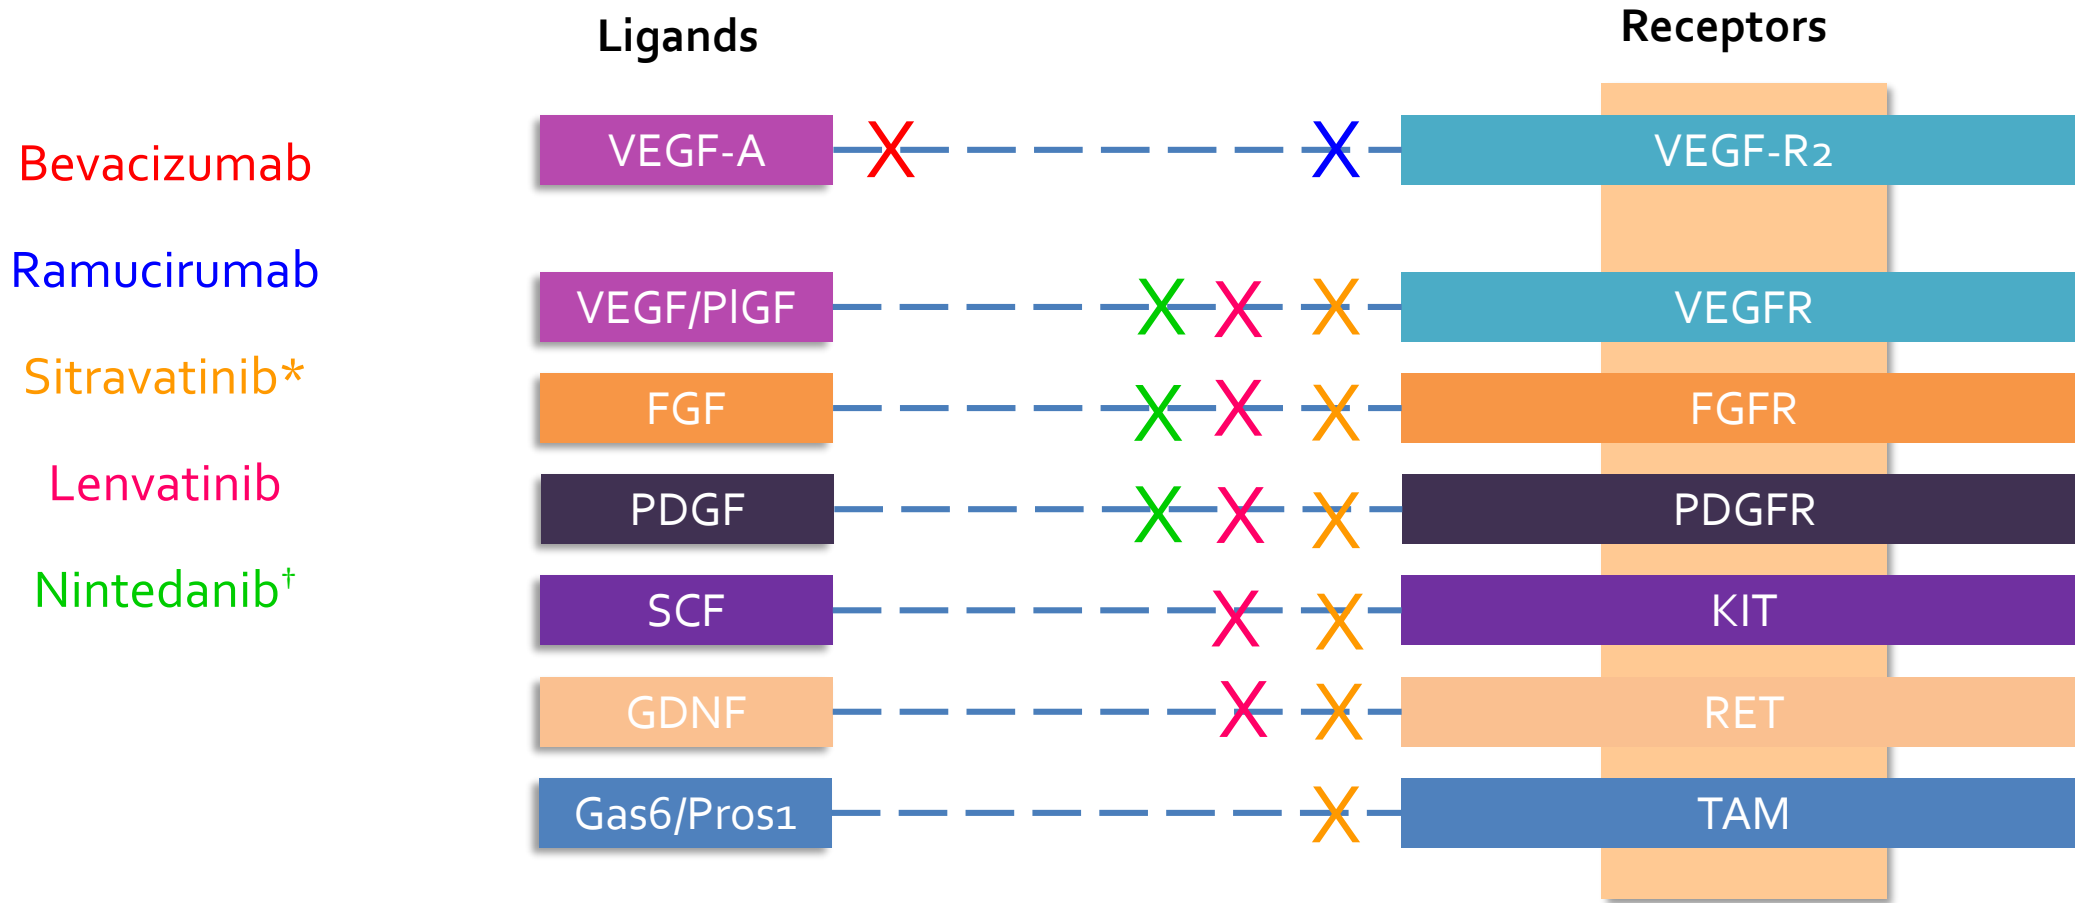 Ligands
Receptors
Bevacizumab
Ramucirumab
Sitravatinib*
Lenvatinib
Nintedanib†
VEGF-A
X
X
VEGF-R2
VEGF/PlGF
X
X
X
VEGFR
FGF
X
X
X
FGFR
PDGF
X
X
X
PDGFR
SCF
X
X
KIT
GDNF
X
X
RET
Gas6/Pros1
X
TAM